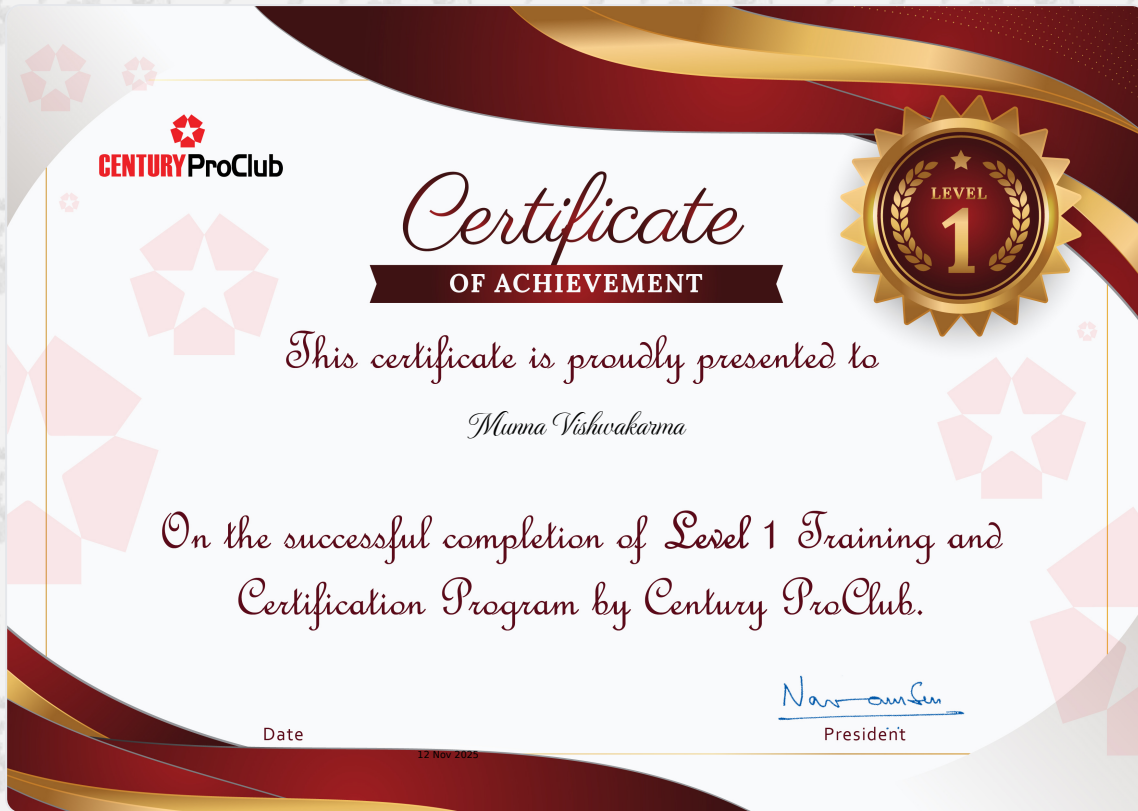 CENTURY ProClub
LEVEL
1
Certificate
OF ACHIEVEMENT
This certificate is proudly presented to
Munna Vishwakarma
On the successful completion of Level 1 Training and
Certification Program by Century ProClub.
Date
President
12 Nov 2025